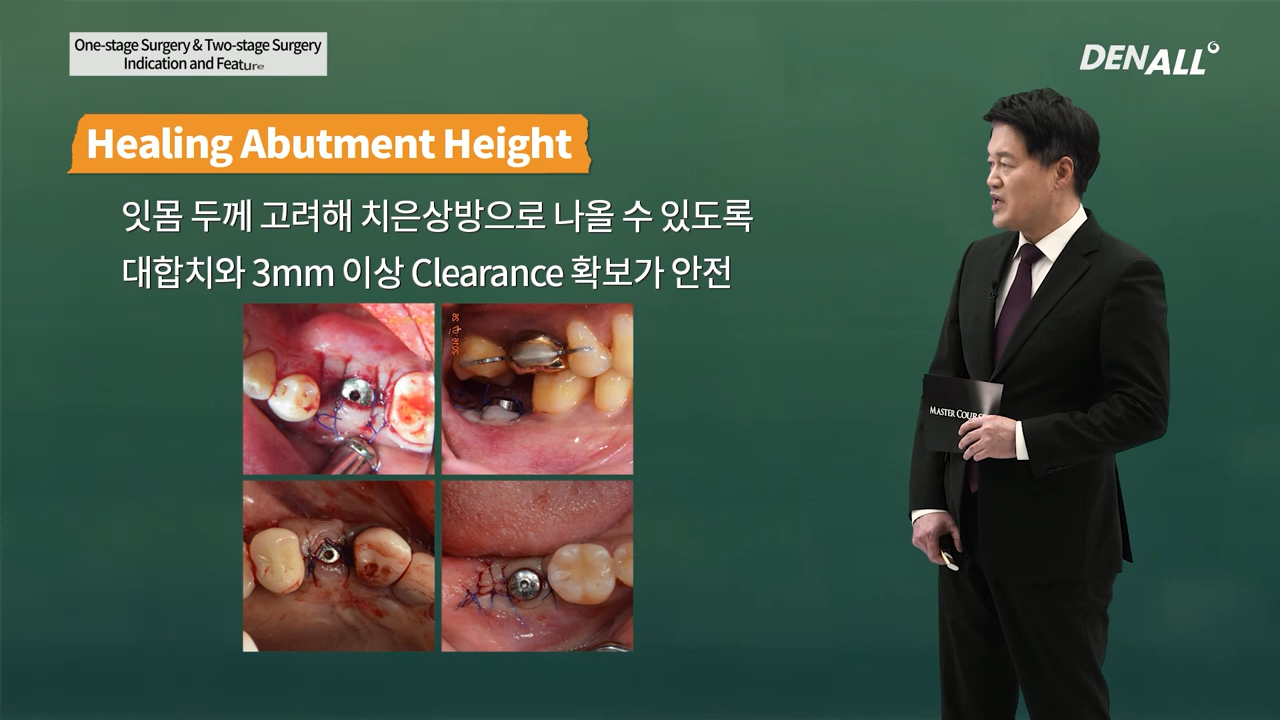 One-stage Surgery & Two-stage Surgery
Indication and Feature
DENALL
Healing Abutment Height
잇몸 두께 고려해 치은상방으로 나올 수 있도록
대합치와 3mm 이상 Clearance 확보가 안전